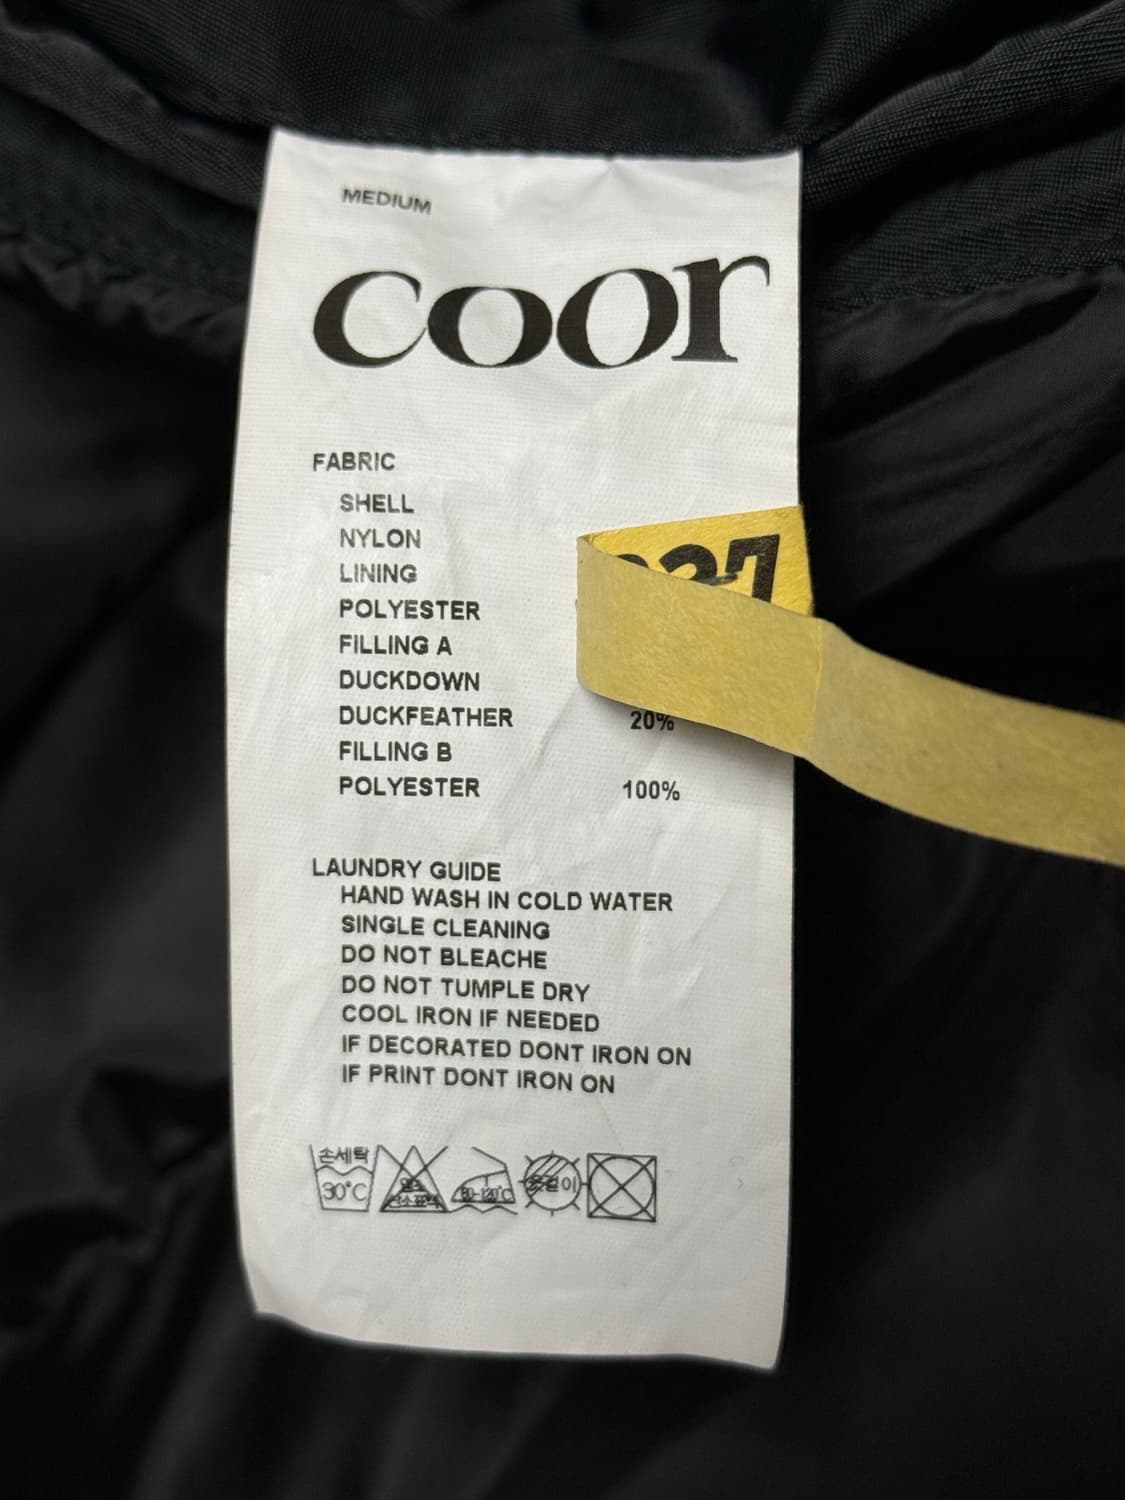 MEDIUM
coor
FABRIC
SHELL
NYLON
LINING
POLYESTER
FILLING A
DUCKDOWN
DUCKFEATHER 20%
FILLING B
POLYESTER 100%
LAUNDRY GUIDE
HAND WASH IN COLD WATER
SINGLE CLEANING
DO NOT BLEACHE
DO NOT TUMPLE DRY
COOL IRON IF NEEDED
IF DECORATED DONT IRON ON
IF PRINT DONT IRON ON
손세탁
30°C
80-120°C